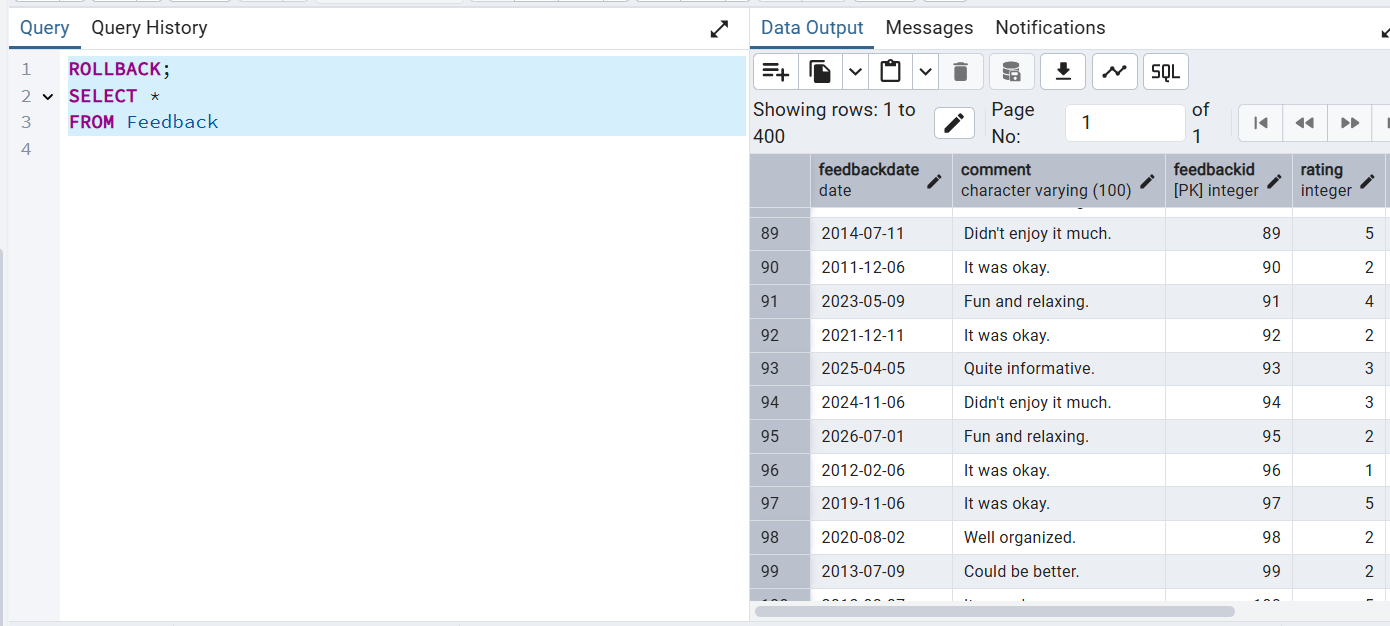 Query Query History
1 ROLLBACK;
2 SELECT *
3 FROM Feedback
4
Data Output Messages Notifications
SQL
Showing rows: 1 to 400
Page No: 1 of 1
feedbackdate comment feedbackid rating
date character varying (100) [PK] integer integer
89 2014-07-11 Didn't enjoy it much. 89 5
90 2011-12-06 It was okay. 90 2
91 2023-05-09 Fun and relaxing. 91 4
92 2021-12-11 It was okay. 92 2
93 2025-04-05 Quite informative. 93 3
94 2024-11-06 Didn't enjoy it much. 94 3
95 2026-07-01 Fun and relaxing. 95 2
96 2012-02-06 It was okay. 96 1
97 2019-11-06 It was okay. 97 5
98 2020-08-02 Well organized. 98 2
99 2013-07-09 Could be better. 99 2